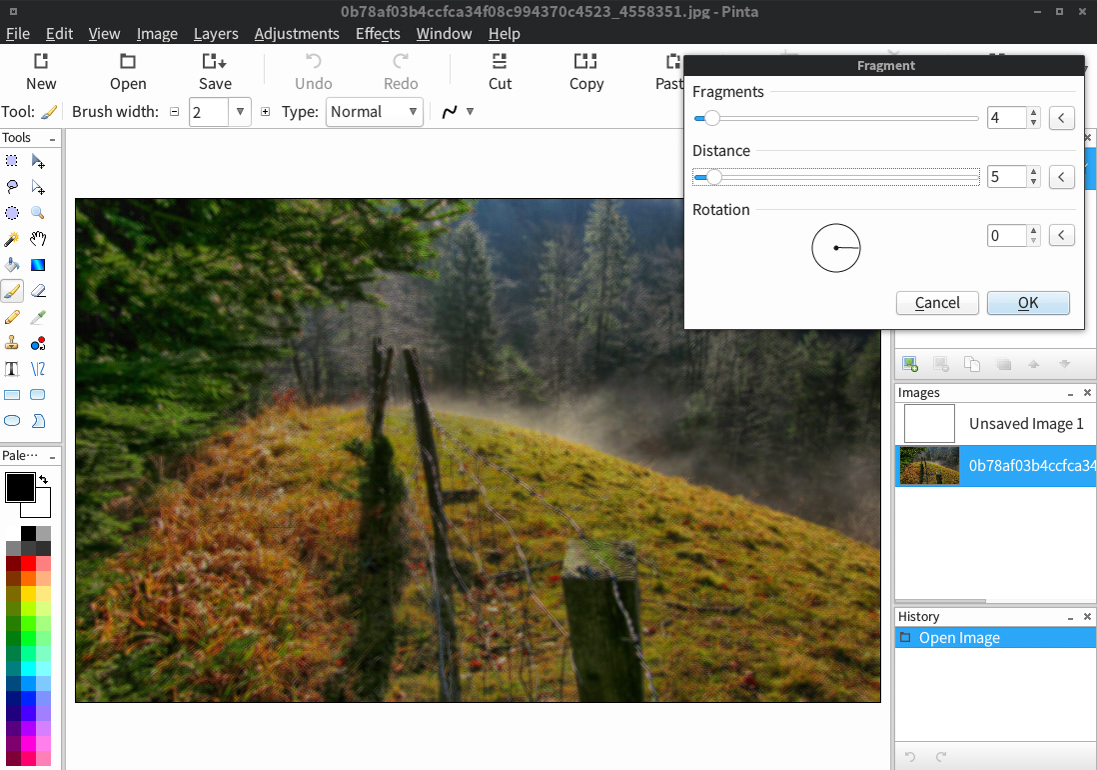 0b78af03b4ccfca34f08c994370c4523_4558351.jpg - Pinta
File Edit View Image Layers Adjustments Effects Window Help
New Open Save Undo Redo Cut Copy Past
Tool: Brush width: 2 Type: Normal
Fragment
Fragments
4
Distance
5
Rotation
0
Cancel OK
Tools
Pale...
Images
Unsaved Image 1
0b78af03b4ccfca34
History
Open Image